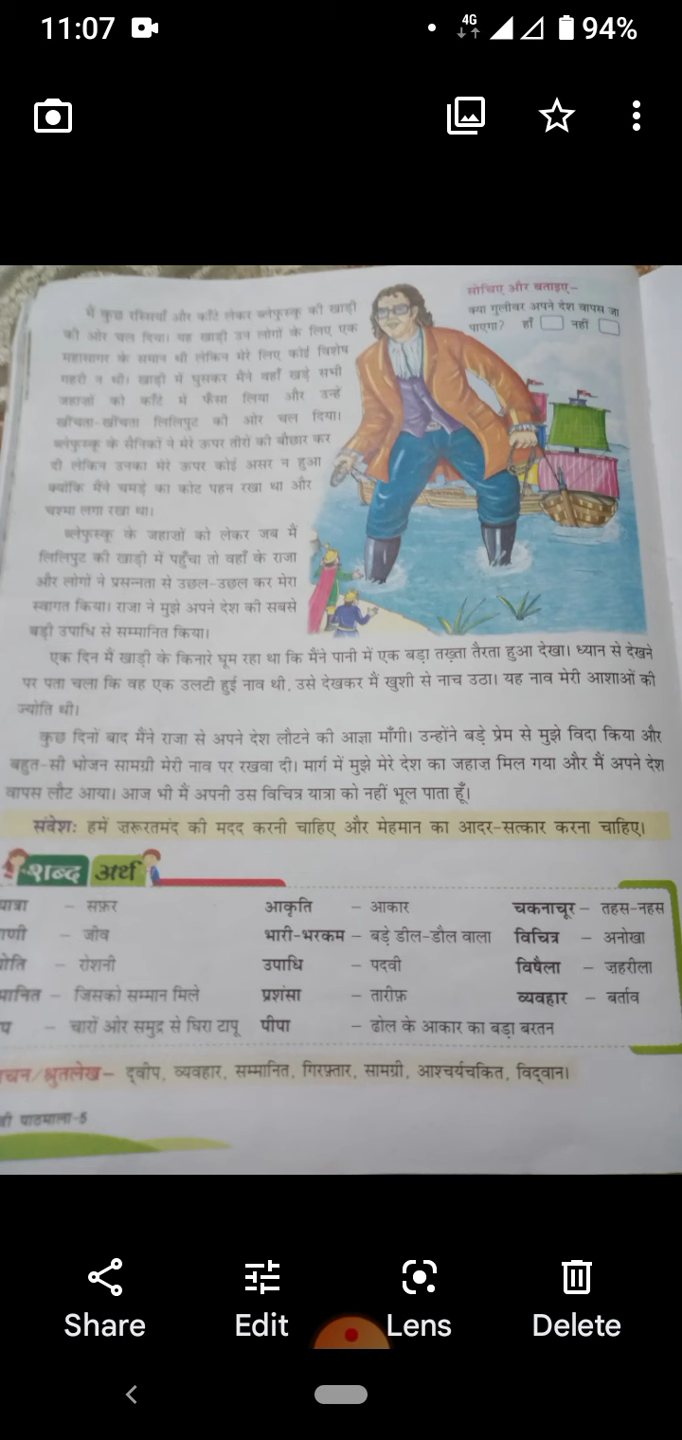 11:07
4G
94%
सोचिए और बताइए–
क्या गुलीवर अपने देश वापस जा
पाएगा? हाँ नहीं
मैं कुछ रस्सियाँ और काँटे लेकर ब्लेफुस्कू की खाड़ी
की ओर चल दिया। यह खाड़ी उन लोगों के लिए एक
महासागर के समान थी लेकिन मेरे लिए कोई विशेष
गहरी न थी। खाड़ी में घुसकर मैंने वहाँ खड़े सभी
जहाज़ों को काँटे में फँसा लिया और उन्हें
खींचता-खींचता लिलिपुट की ओर चल दिया।
ब्लेफुस्कू के सैनिकों ने मेरे ऊपर तीरों की बौछार कर
दी लेकिन उनका मेरे ऊपर कोई असर न हुआ
क्योंकि मैंने चमड़े का कोट पहन रखा था और
चश्मा लगा रखा था।
ब्लेफुस्कू के जहाज़ों को लेकर जब मैं
लिलिपुट की खाड़ी में पहुँचा तो वहाँ के राजा
और लोगों ने प्रसन्नता से उछल-उछल कर मेरा
स्वागत किया। राजा ने मुझे अपने देश की सबसे
बड़ी उपाधि से सम्मानित किया।
एक दिन मैं खाड़ी के किनारे घूम रहा था कि मैंने पानी में एक बड़ा तख़्ता तैरता हुआ देखा। ध्यान से देखने
पर पता चला कि वह एक उलटी हुई नाव थी, उसे देखकर मैं खुशी से नाच उठा। यह नाव मेरी आशाओं की
ज्योति थी।
कुछ दिनों बाद मैंने राजा से अपने देश लौटने की आज्ञा माँगी। उन्होंने बड़े प्रेम से मुझे विदा किया और
बहुत-सी भोजन सामग्री मेरी नाव पर रखवा दी। मार्ग में मुझे मेरे देश का जहाज़ मिल गया और मैं अपने देश
वापस लौट आया। आज भी मैं अपनी उस विचित्र यात्रा को नहीं भूल पाता हूँ।
संदेश: हमें ज़रूरतमंद की मदद करनी चाहिए और मेहमान का आदर-सत्कार करना चाहिए।
शब्द अर्थ
यात्रा – सफ़र आकृति – आकार चकनाचूर – तहस-नहस
– जीव भारी-भरकम – बड़े डील-डौल वाला विचित्र – अनोखा
– रोशनी उपाधि – पदवी विषैला – ज़हरीला
मानित – जिसको सम्मान मिले प्रशंसा – तारीफ़ व्यवहार – बर्ताव
प – चारों ओर समुद्र से घिरा टापू पीपा – ढोल के आकार का बड़ा बरतन
चन/श्रुतलेख– द्वीप, व्यवहार, सम्मानित, गिरफ़्तार, सामग्री, आश्चर्यचकित, विद्वान।
पाठमाला-5
Share Edit Lens Delete